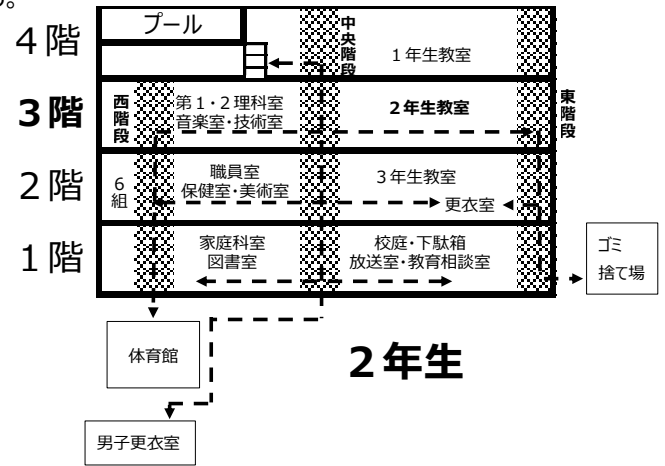 る。
4階
プール
中央階段
1年生教室
3階
西階段
第1・2理科室
音楽室・技術室
2年生教室
東階段
2階
6組
職員室
保健室・美術室
3年生教室
更衣室
1階
家庭科室
図書室
校庭・下駄箱
放送室・教育相談室
ゴミ
捨て場
体育館
2年生
男子更衣室